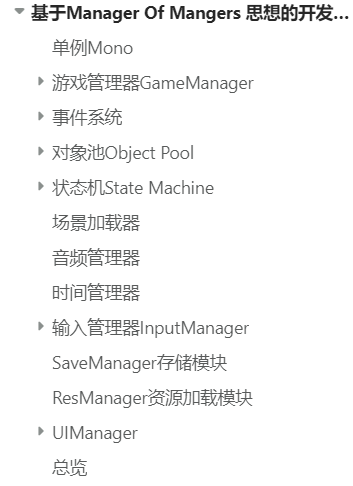 基于Manager Of Mangers 思想的开发...
单例Mono
游戏管理器GameManager
事件系统
对象池Object Pool
状态机State Machine
场景加载器
音频管理器
时间管理器
输入管理器InputManager
SaveManager存储模块
ResManager资源加载模块
UIManager
总览